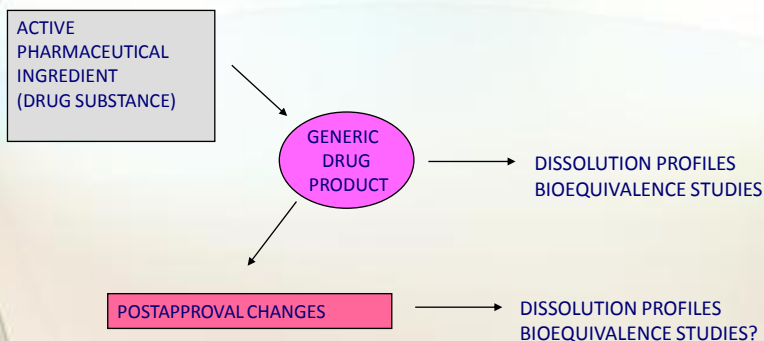 ACTIVE
PHARMACEUTICAL
INGREDIENT
(DRUG SUBSTANCE)
GENERIC
DRUG
PRODUCT
DISSOLUTION PROFILES
BIOEQUIVALENCE STUDIES
POSTAPPROVAL CHANGES
DISSOLUTION PROFILES
BIOEQUIVALENCE STUDIES?